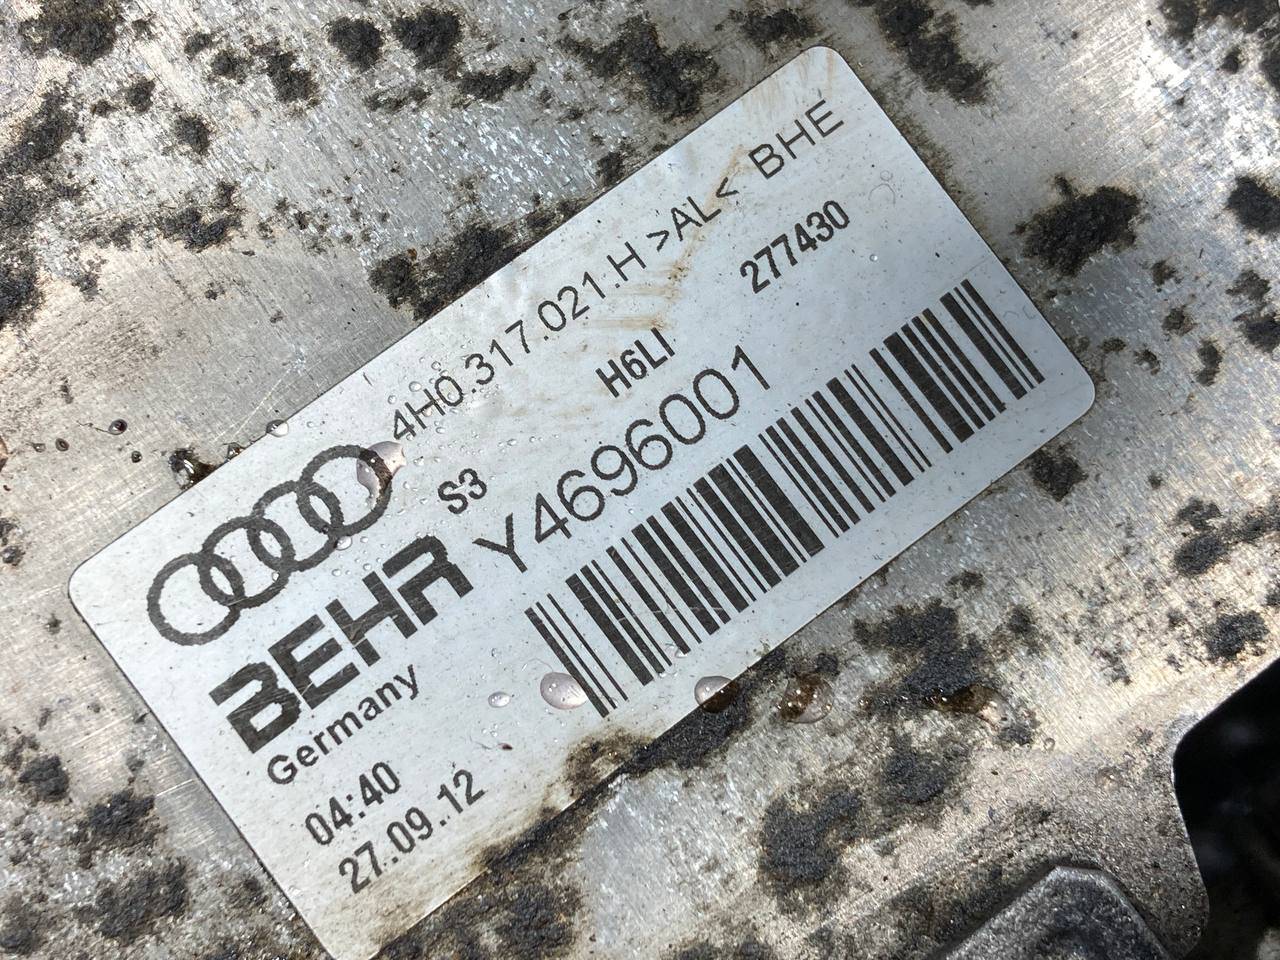 4H0.317.021.H >AL< BHE
S3 H6LI 277430
BEHR Y4696001
Germany
04:40
27.09.12